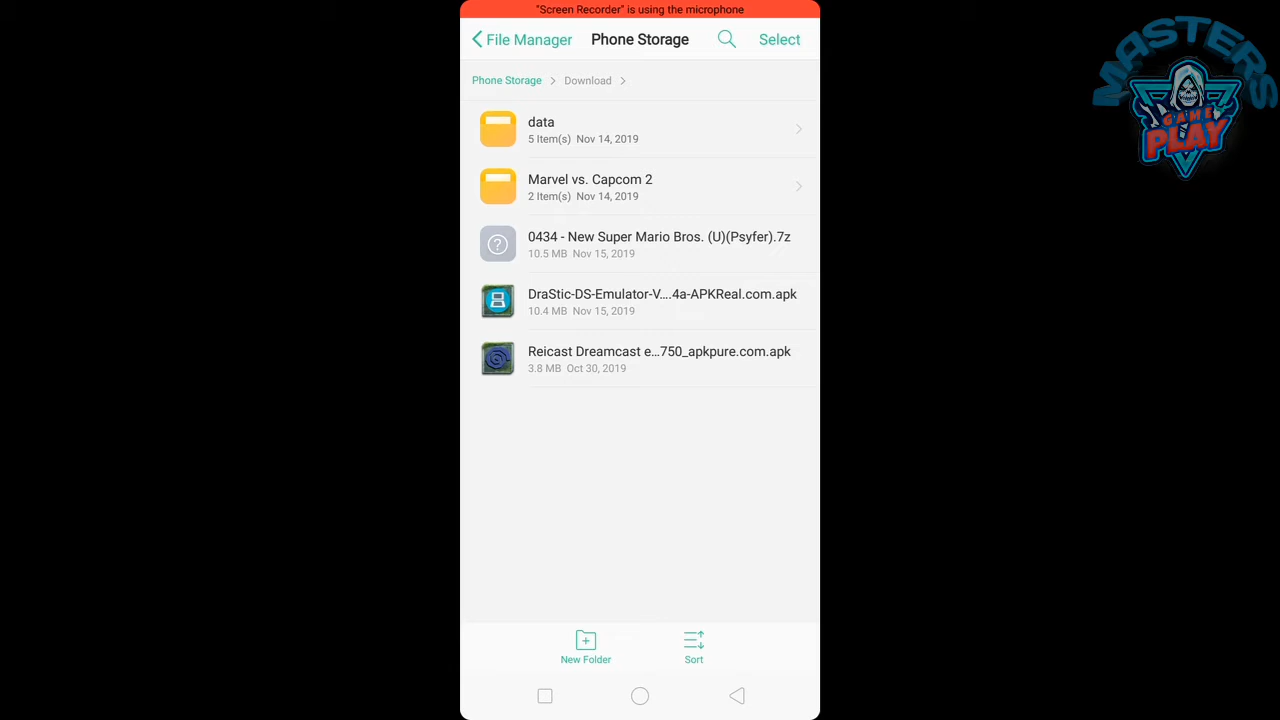 "Screen Recorder" is using the microphone
File Manager
Phone Storage
Select
Phone Storage
Download
data
5 Item(s) Nov 14, 2019
Marvel vs. Capcom 2
2 Item(s) Nov 14, 2019
0434 - New Super Mario Bros. (U)(Psyfer).7z
10.5 MB Nov 15, 2019
DraStic-DS-Emulator-V....4a-APKReal.com.apk
10.4 MB Nov 15, 2019
Reicast Dreamcast e...750_apkpure.com.apk
3.8 MB Oct 30, 2019
New Folder
Sort
MASTERS
GAME
PLAY